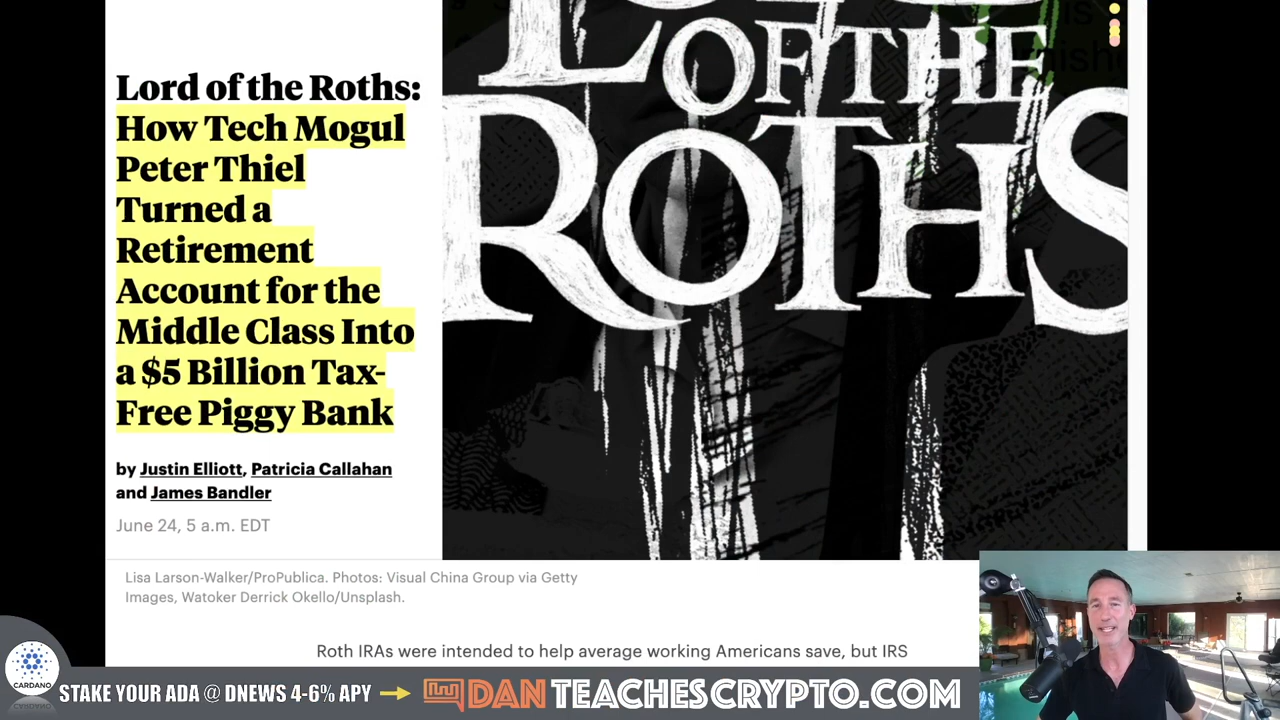 Lord of the Roths:
How Tech Mogul
Peter Thiel
Turned a
Retirement
Account for the
Middle Class Into
a $5 Billion Tax-
Free Piggy Bank
by Justin Elliott, Patricia Callahan
and James Bandler
June 24, 5 a.m. EDT
OF THE
ROTHS
Lisa Larson-Walker/ProPublica. Photos: Visual China Group via Getty
Images, Watoker Derrick Okello/Unsplash.
Roth IRAs were intended to help average working Americans save, but IRS
CARDANO
STAKE YOUR ADA @ DNEWS 4-6% APY
DANTEACHESCRYPTO.COM